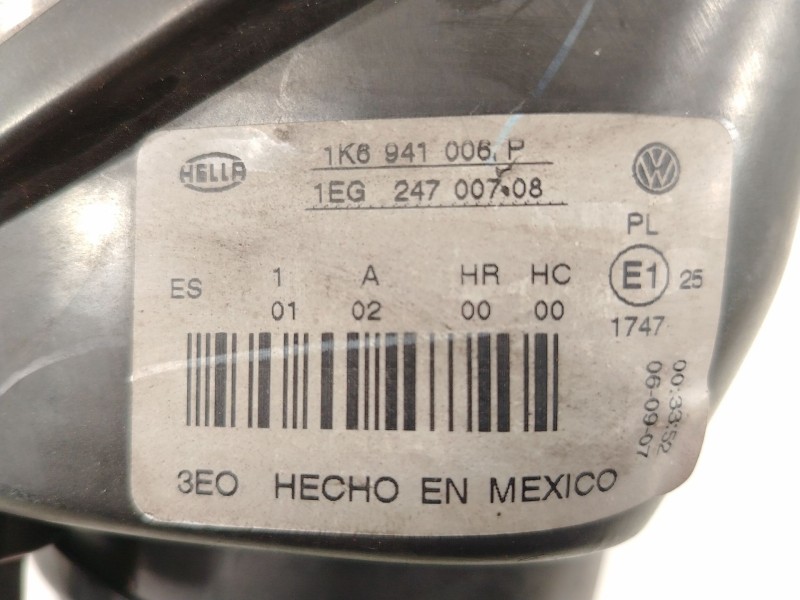 HELLA
1K6 941 006 P
1EG 247 007-08
VW
PL
ES 1 A HR HC
E1 25
01 02 00 00
1747
00:33:52
06-09-07
3EO HECHO EN MEXICO